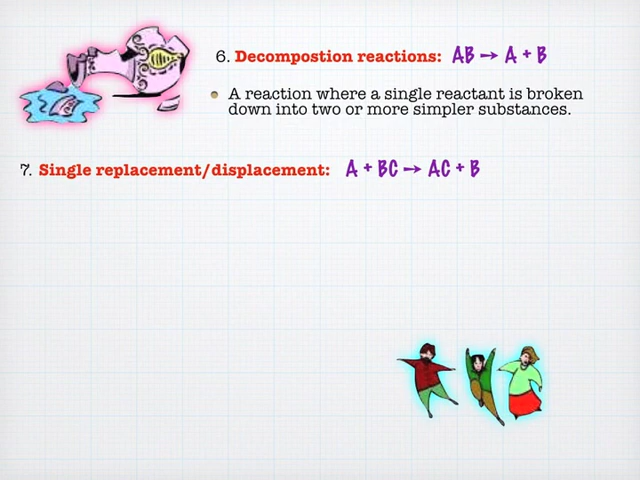 6. Decompostion reactions: AB → A + B
• A reaction where a single reactant is broken
down into two or more simpler substances.
7. Single replacement/displacement: A + BC → AC + B